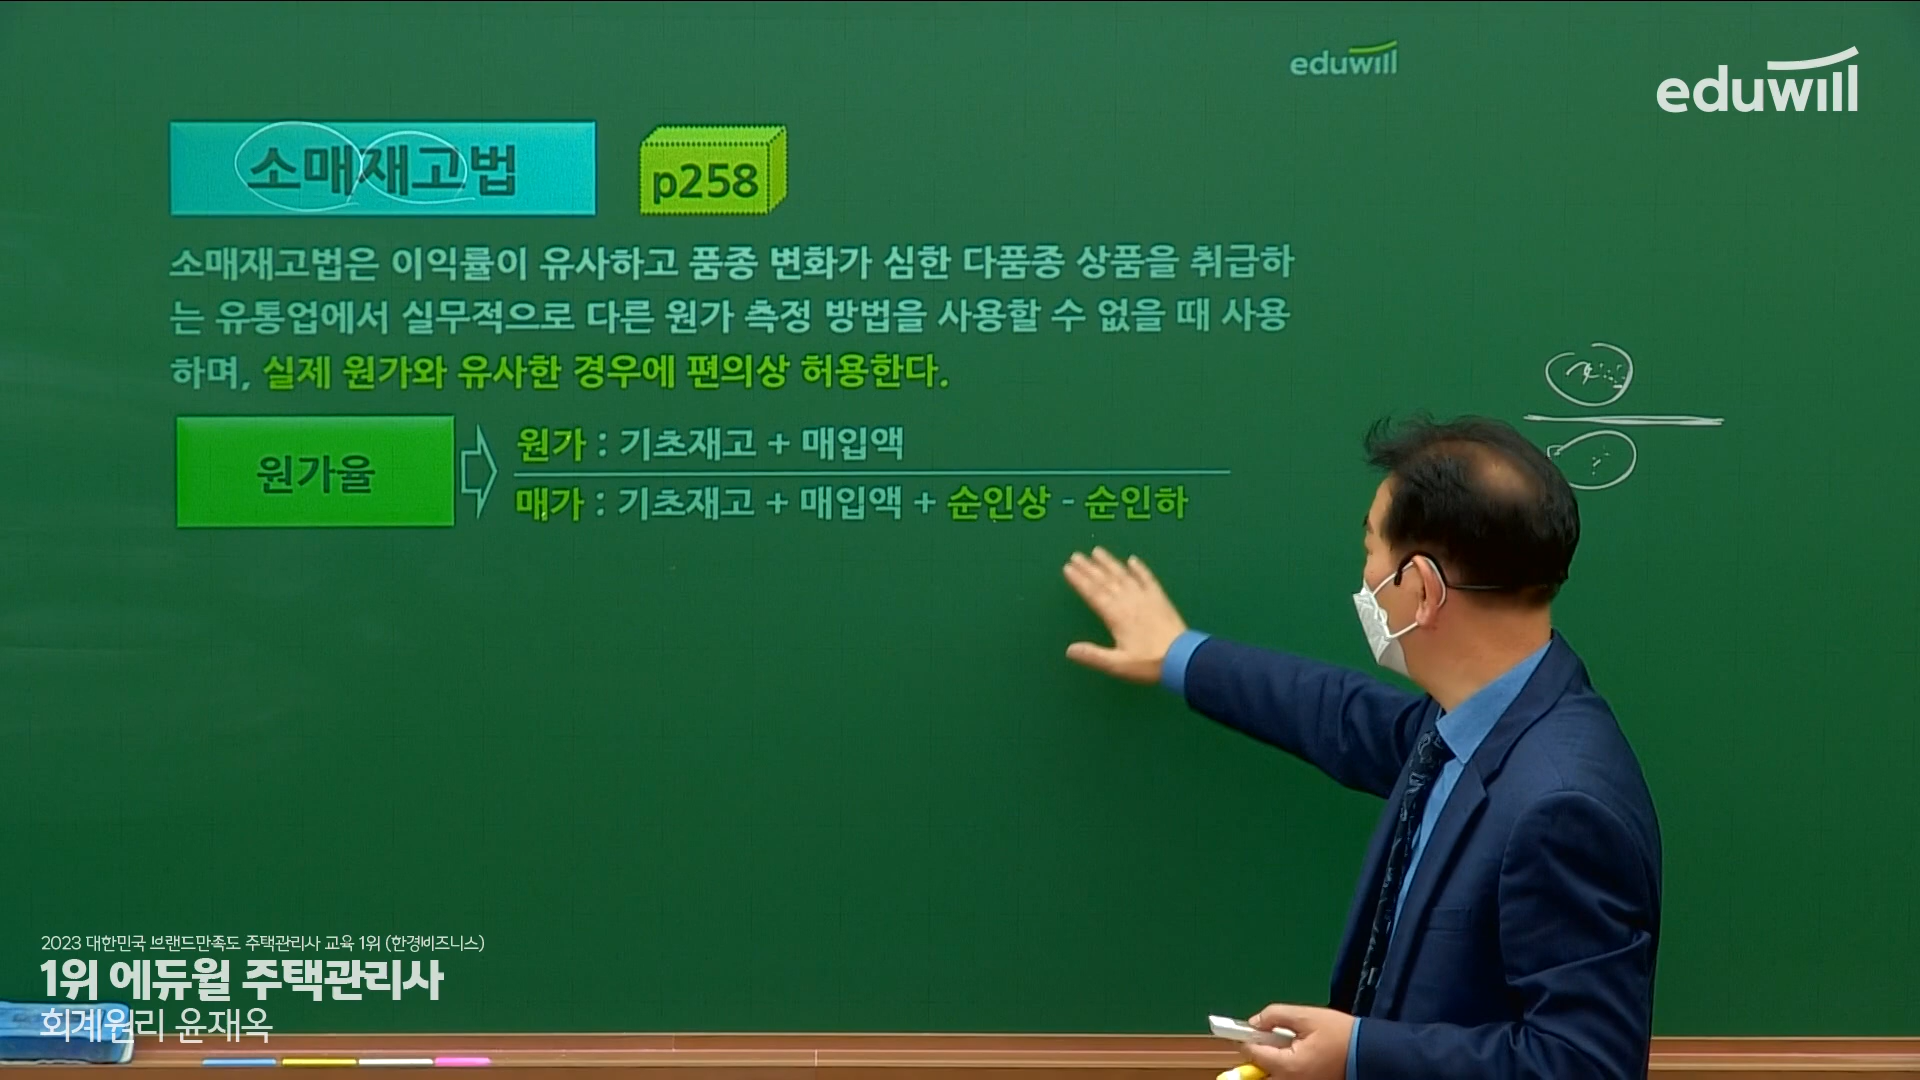 eduwill
eduwill
소매재고법
p258
소매재고법은 이익률이 유사하고 품종 변화가 심한 다품종 상품을 취급하
는 유통업에서 실무적으로 다른 원가 측정 방법을 사용할 수 없을 때 사용
하며, 실제 원가와 유사한 경우에 편의상 허용한다.
원가율
원가 : 기초재고 + 매입액
매가 : 기초재고 + 매입액 + 순인상 - 순인하
2023 대한민국 브랜드만족도 주택관리사 교육 1위 (한경비즈니스)
1위 에듀윌 주택관리사
회계원리 윤재옥